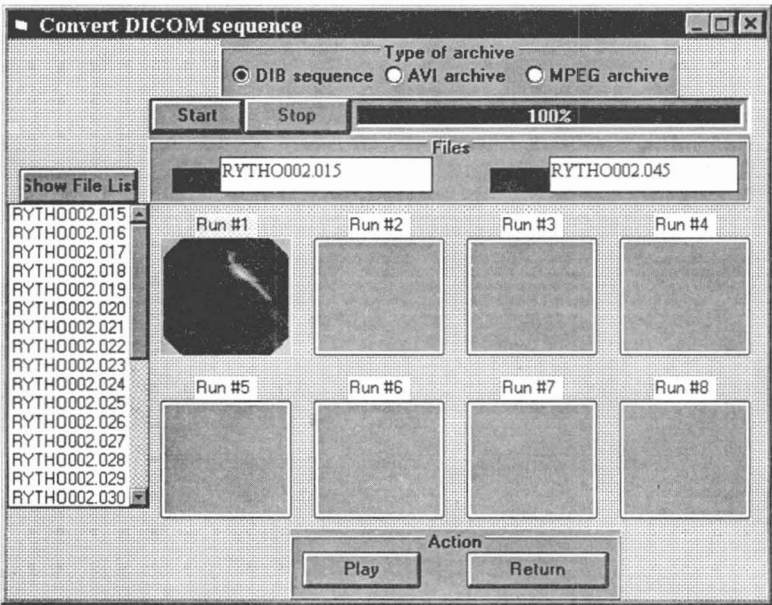 Convert DICOM sequence
Type of archive
DIB sequence AVI archive MPEG archive
Start Stop 100%
Files
RYTHO002.015 RYTHO002.045
Show File List
RYTHO002.015
RYTHO002.016
RYTHO002.017
RYTHO002.018
RYTHO002.019
RYTHO002.020
RYTHO002.021
RYTHO002.022
RYTHO002.023
RYTHO002.024
RYTHO002.025
RYTHO002.026
RYTHO002.027
RYTHO002.028
RYTHO002.029
RYTHO002.030
Run #1 Run #2 Run #3 Run #4
Run #5 Run #6 Run #7 Run #8
Action
Play Return